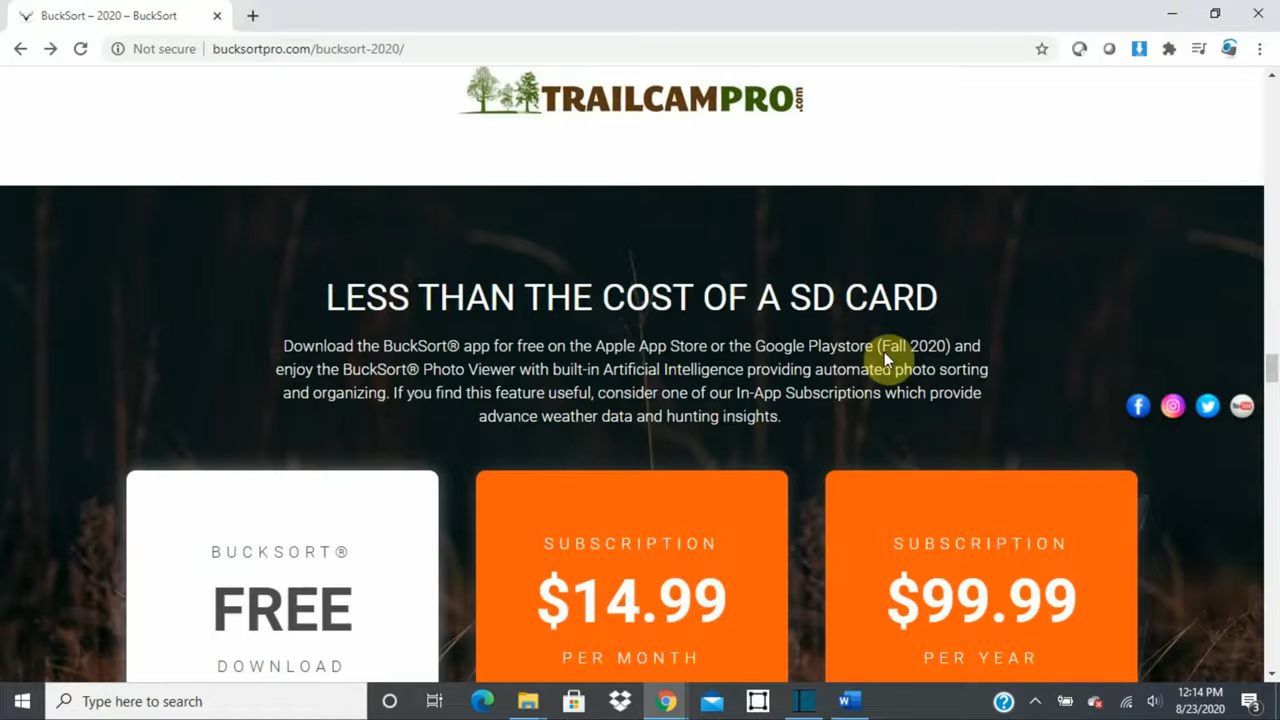 BuckSort – 2020 – BuckSort
Not secure
bucksortpro.com/bucksort-2020/
TRAILCAMPRO.com
LESS THAN THE COST OF A SD CARD
Download the BuckSort® app for free on the Apple App Store or the Google Playstore (Fall 2020) and
enjoy the BuckSort® Photo Viewer with built-in Artificial Intelligence providing automated photo sorting
and organizing. If you find this feature useful, consider one of our In-App Subscriptions which provide
advance weather data and hunting insights.
BUCKSORT®
FREE
DOWNLOAD
SUBSCRIPTION
$14.99
PER MONTH
SUBSCRIPTION
$99.99
PER YEAR
Type here to search
12:14 PM
8/23/2020
3